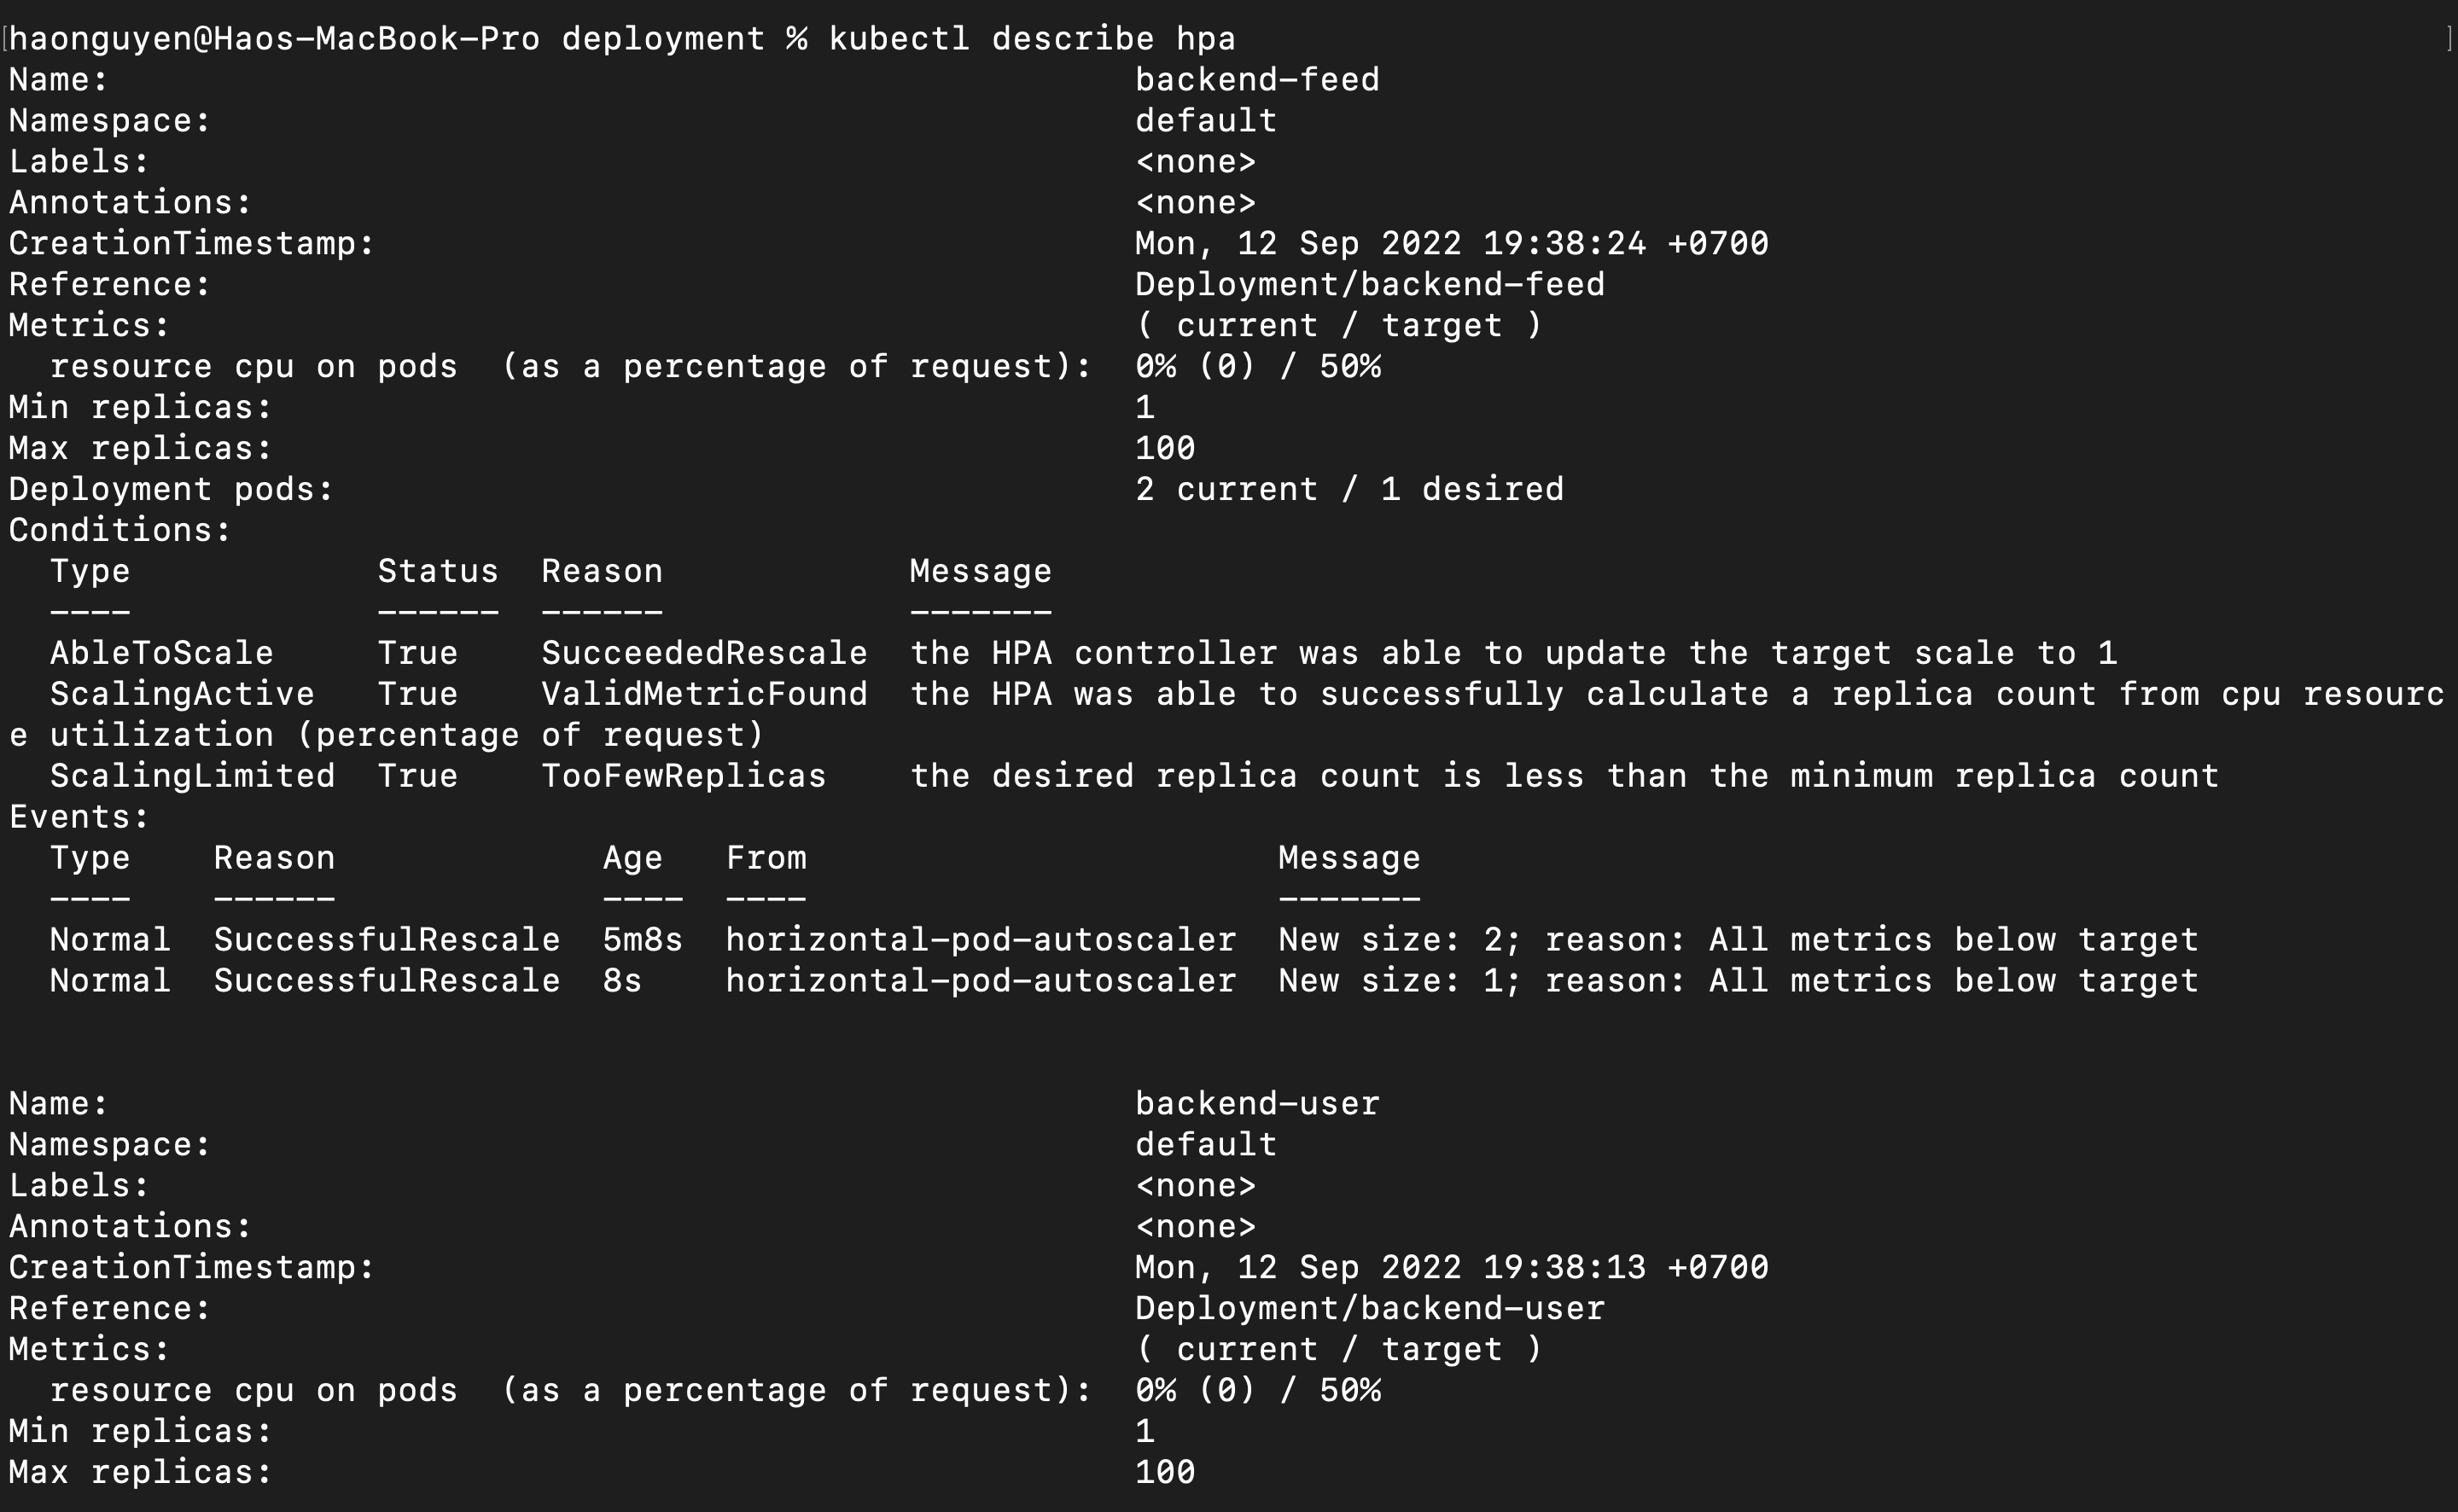 haonguyen@Haos-MacBook-Pro deployment % kubectl describe hpa
Name:                                                  backend-feed
Namespace:                                             default
Labels:                                                <none>
Annotations:                                           <none>
CreationTimestamp:                                     Mon, 12 Sep 2022 19:38:24 +0700
Reference:                                             Deployment/backend-feed
Metrics:                                               ( current / target )
  resource cpu on pods  (as a percentage of request):  0% (0) / 50%
Min replicas:                                          1
Max replicas:                                          100
Deployment pods:                                       2 current / 1 desired
Conditions:
  Type            Status  Reason            Message
  ----            ------  ------            -------
  AbleToScale     True    SucceededRescale  the HPA controller was able to update the target scale to 1
  ScalingActive   True    ValidMetricFound  the HPA was able to successfully calculate a replica count from cpu resourc
e utilization (percentage of request)
  ScalingLimited  True    TooFewReplicas    the desired replica count is less than the minimum replica count
Events:
  Type    Reason             Age   From                       Message
  ----    ------             ----  ----                       -------
  Normal  SuccessfulRescale  5m8s  horizontal-pod-autoscaler  New size: 2; reason: All metrics below target
  Normal  SuccessfulRescale  8s    horizontal-pod-autoscaler  New size: 1; reason: All metrics below target
Name:                                                  backend-user
Namespace:                                             default
Labels:                                                <none>
Annotations:                                           <none>
CreationTimestamp:                                     Mon, 12 Sep 2022 19:38:13 +0700
Reference:                                             Deployment/backend-user
Metrics:                                               ( current / target )
  resource cpu on pods  (as a percentage of request):  0% (0) / 50%
Min replicas:                                          1
Max replicas:                                          100